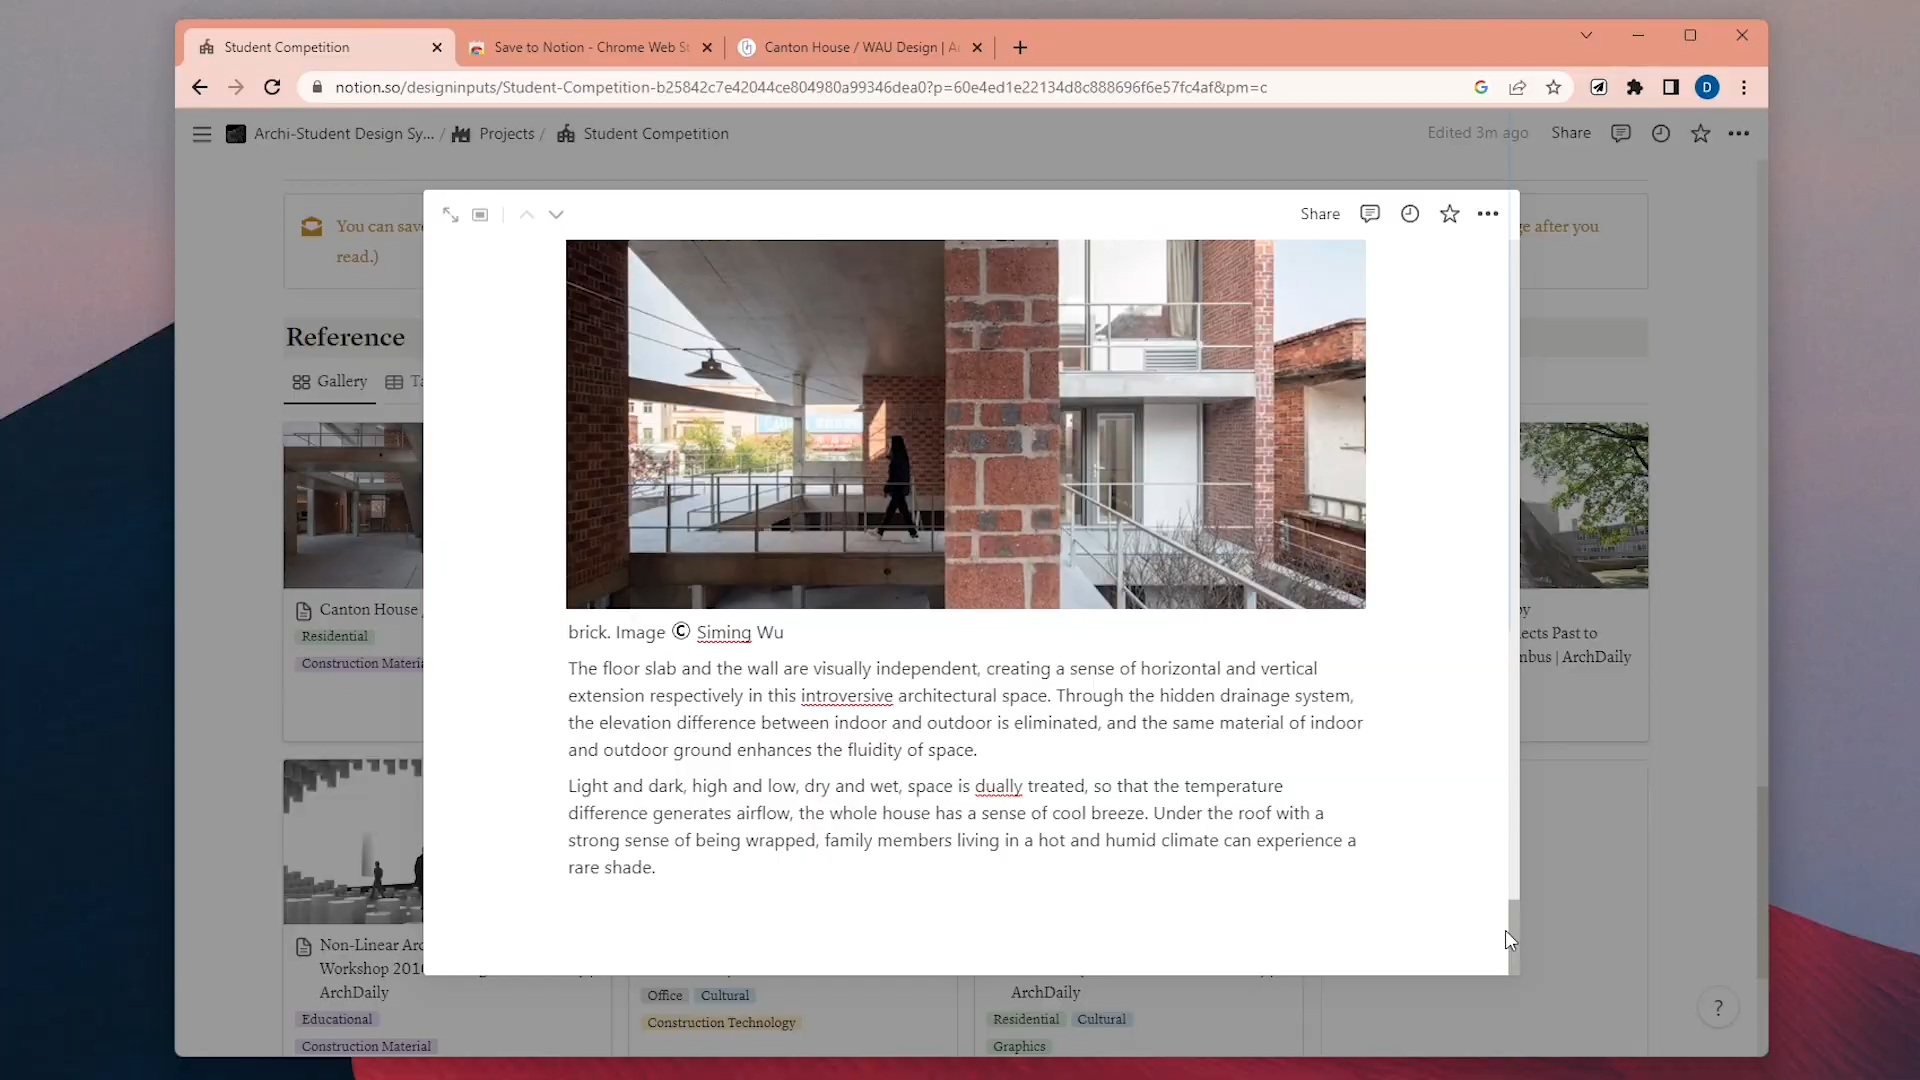 Student Competition
Save to Notion - Chrome Web St
Canton House / WAU Design | A
notion.so/designinputs/Student-Competition-b25842c7e42044ce804980a99346dea0?p=60e4ed1e22134d8c888696f6e57fc4af&pm=c
D
Archi-Student Design Sy... / Projects / Student Competition
Edited 3m ago Share
You can save
read.)
ge after you
Share
Reference
Gallery
Ta
brick. Image © Siming Wu
The floor slab and the wall are visually independent, creating a sense of horizontal and vertical
extension respectively in this introversive architectural space. Through the hidden drainage system,
the elevation difference between indoor and outdoor is eliminated, and the same material of indoor
and outdoor ground enhances the fluidity of space.
Light and dark, high and low, dry and wet, space is dually treated, so that the temperature
difference generates airflow, the whole house has a sense of cool breeze. Under the roof with a
strong sense of being wrapped, family members living in a hot and humid climate can experience a
rare shade.
Canton House
Residential
Construction Materia
by
ects Past to
mbus | ArchDaily
Non-Linear Arc
Workshop 2016
ArchDaily
Educational
Construction Material
Office Cultural
Construction Technology
ArchDaily
Residential Cultural
Graphics
?